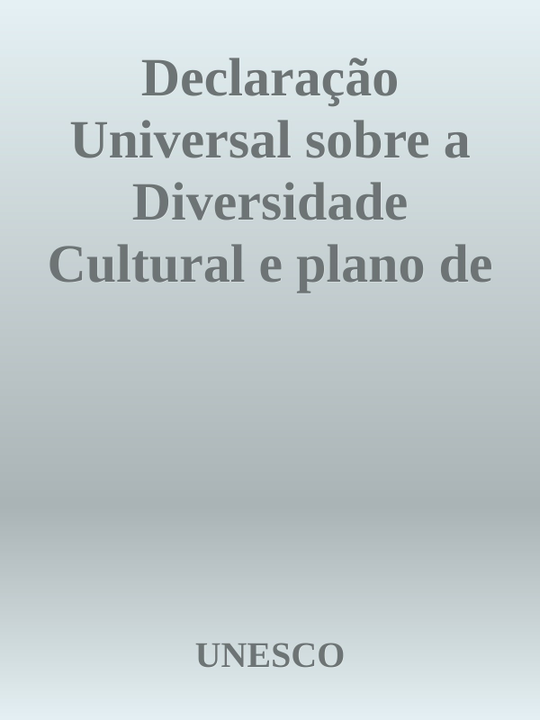 Declaração
Universal sobre a
Diversidade
Cultural e plano de
UNESCO